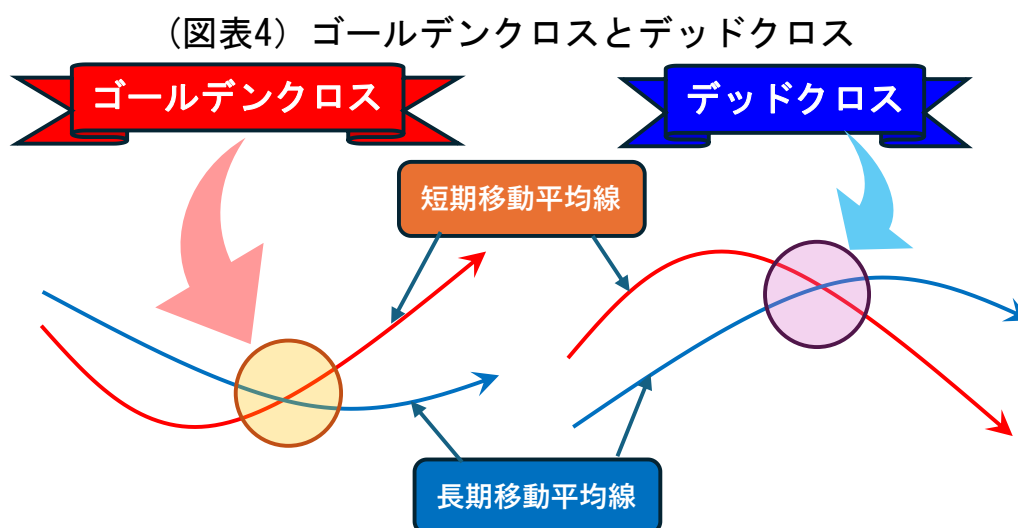 （図表4）ゴールデンクロスとデッドクロス
ゴールデンクロス
デッドクロス
短期移動平均線
長期移動平均線